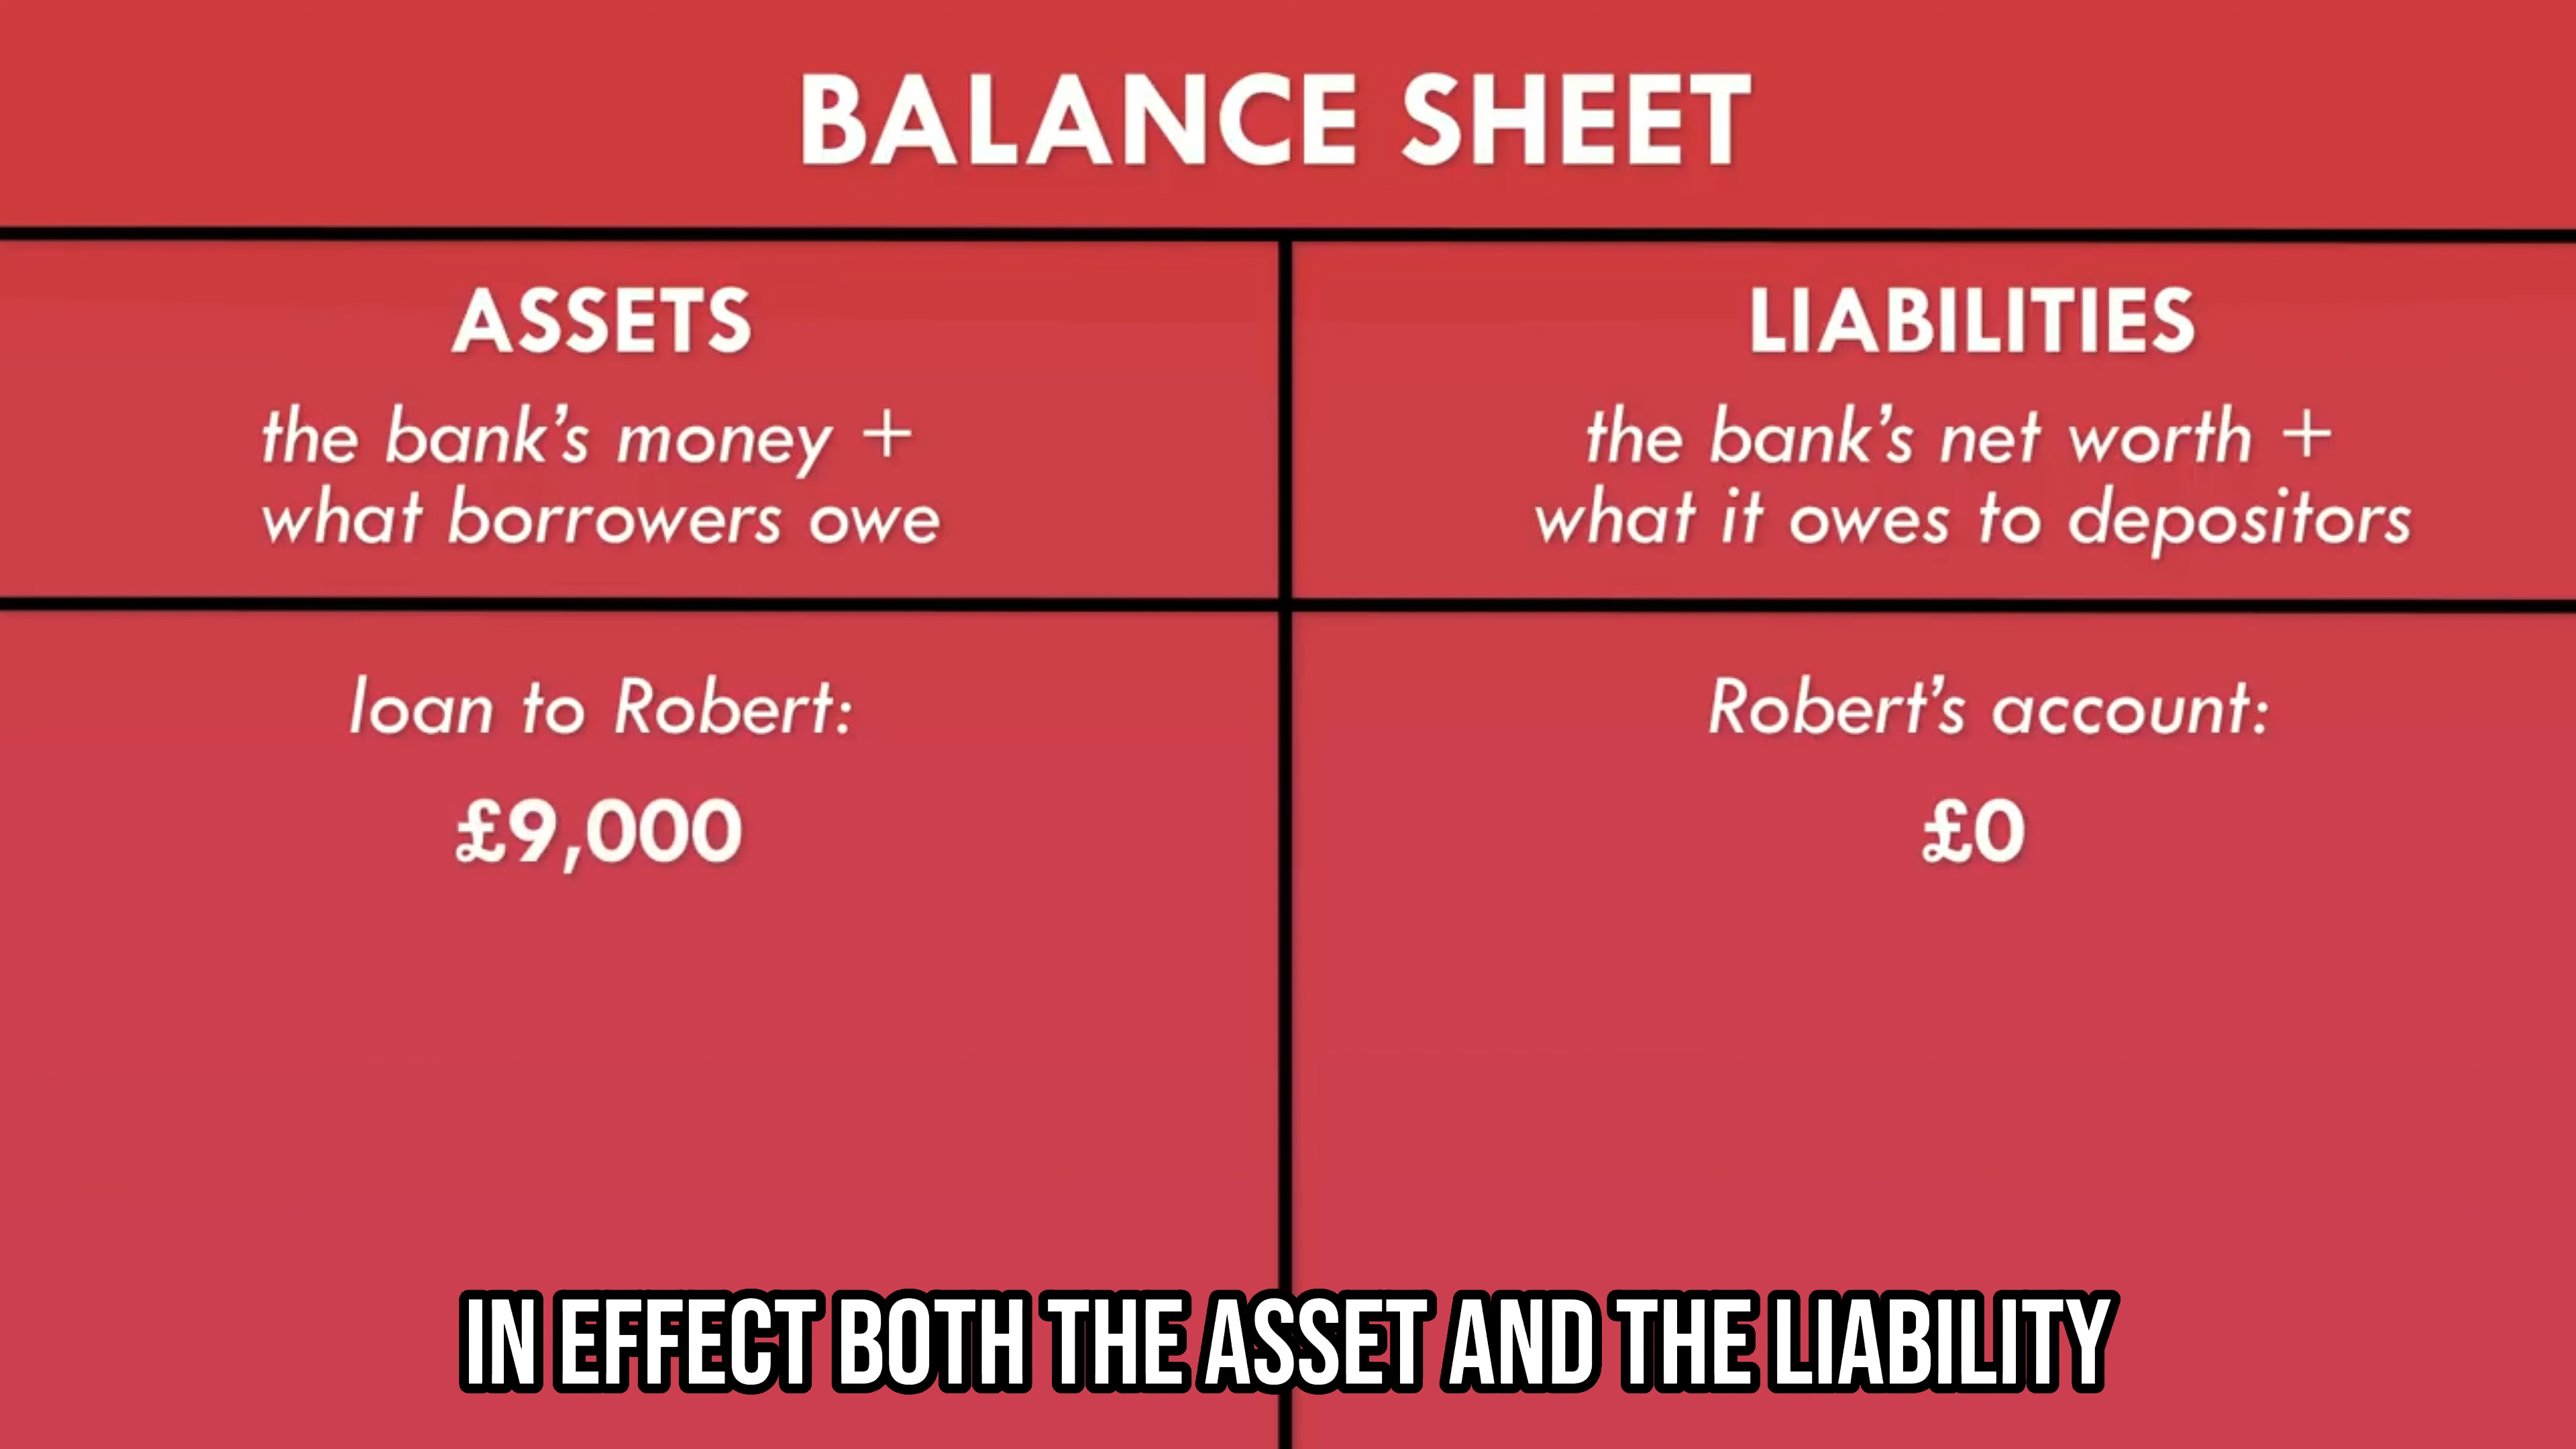 BALANCE SHEET
ASSETS
the bank’s money +
what borrowers owe
LIABILITIES
the bank’s net worth +
what it owes to depositors
loan to Robert:
£9,000
Robert’s account:
£0
IN EFFECT BOTH THE ASSET AND THE LIABILITY